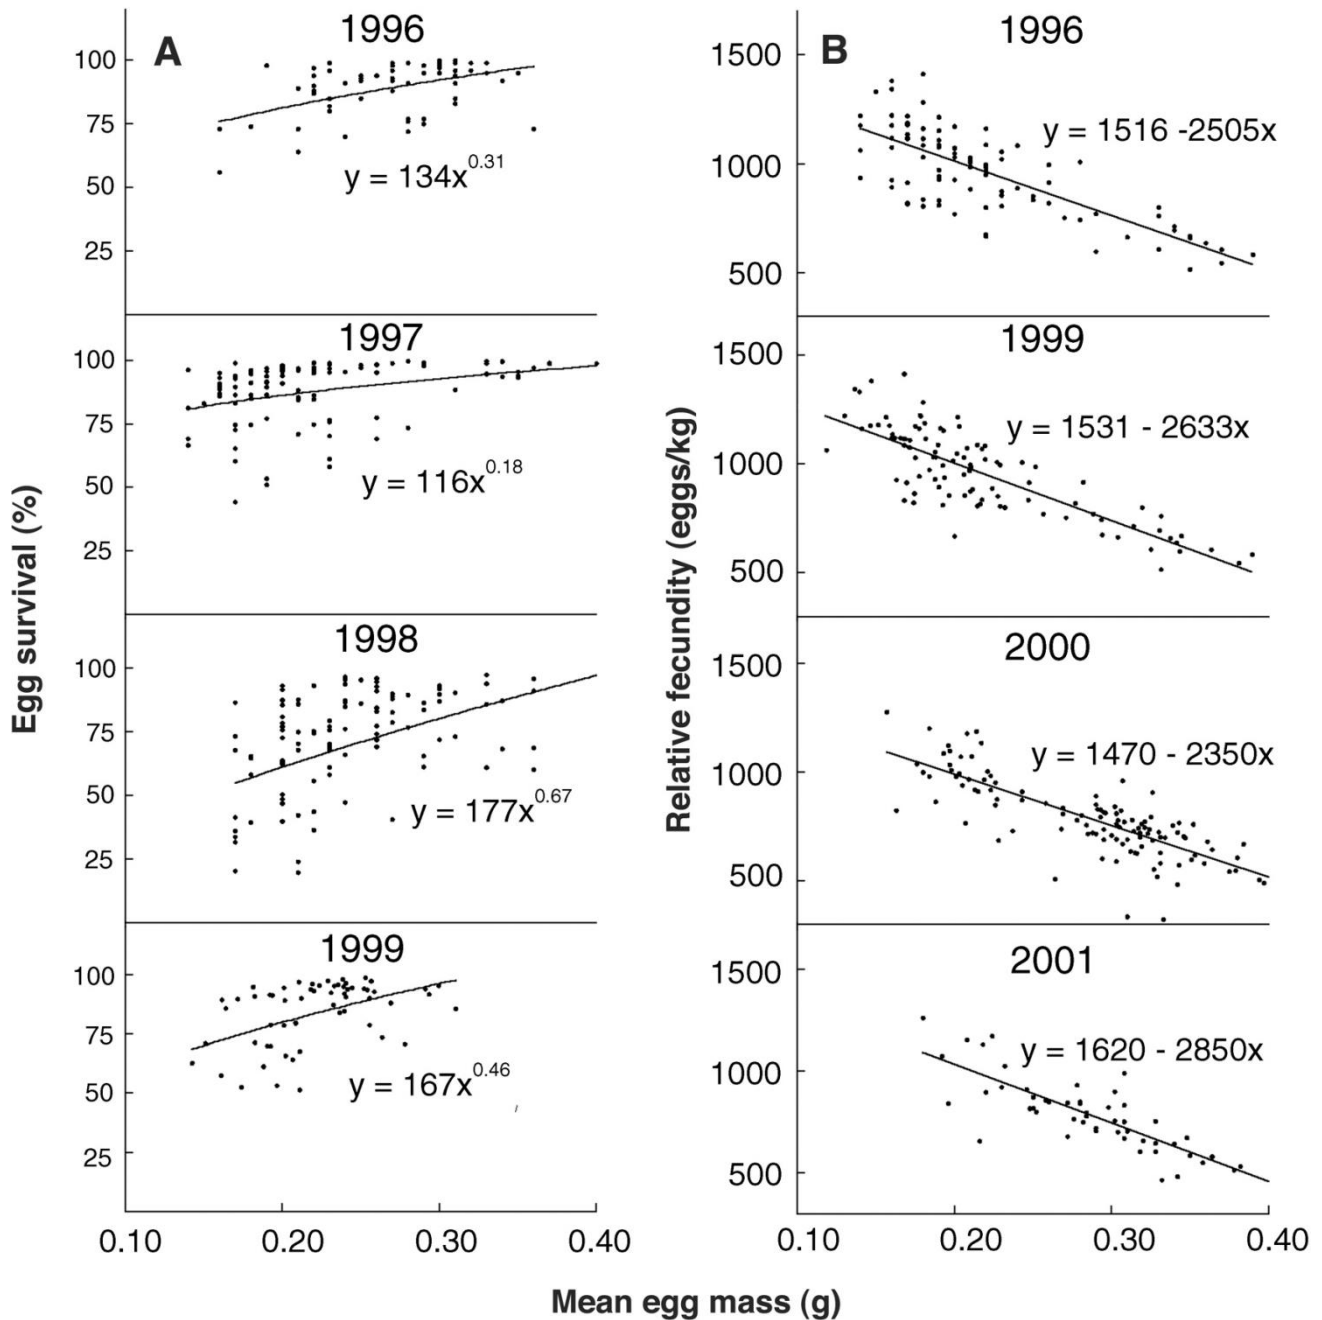 A
1996
100
75
50
25
y = 134x^0.31
1997
100
75
50
25
y = 116x^0.18
1998
100
75
50
25
y = 177x^0.67
1999
100
75
50
25
y = 167x^0.46
0.10 0.20 0.30 0.40
Egg survival (%)
B
1996
1500
1000
500
y = 1516 -2505x
1999
1500
1000
500
y = 1531 - 2633x
2000
1500
1000
500
y = 1470 - 2350x
2001
1500
1000
500
y = 1620 - 2850x
0.10 0.20 0.30 0.40
Relative fecundity (eggs/kg)
Mean egg mass (g)